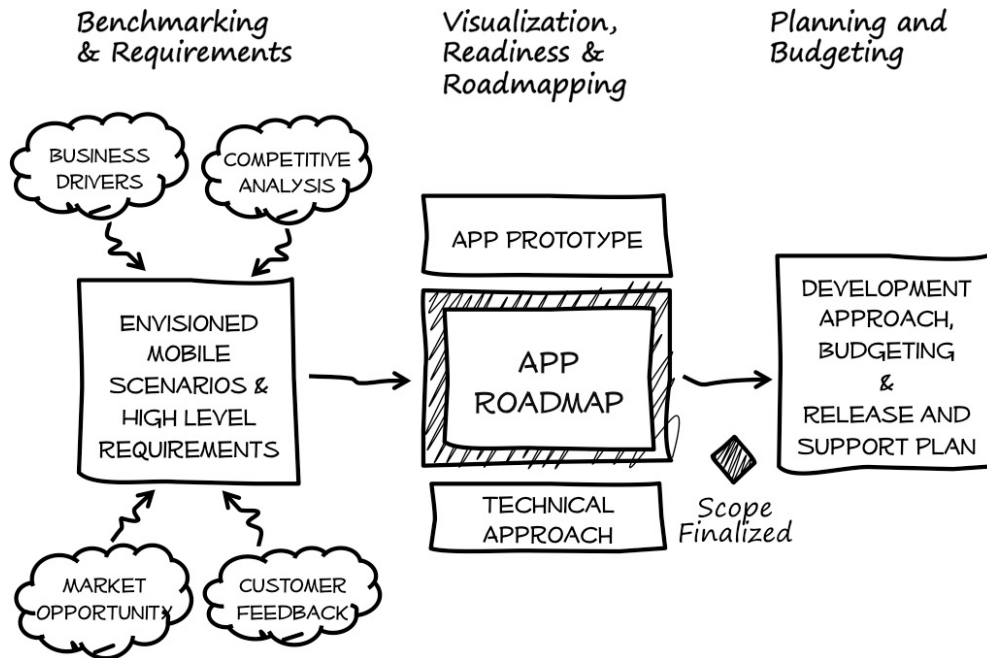 Benchmarking
& Requirements
Visualization,
Readiness &
Roadmapping
Planning and
Budgeting
BUSINESS
DRIVERS
COMPETITIVE
ANALYSIS
ENVISIONED
MOBILE
SCENARIOS &
HIGH LEVEL
REQUIREMENTS
MARKET
OPPORTUNITY
CUSTOMER
FEEDBACK
APP PROTOTYPE
APP
ROADMAP
TECHNICAL
APPROACH
Scope
Finalized
DEVELOPMENT
APPROACH,
BUDGETING
&
RELEASE AND
SUPPORT PLAN